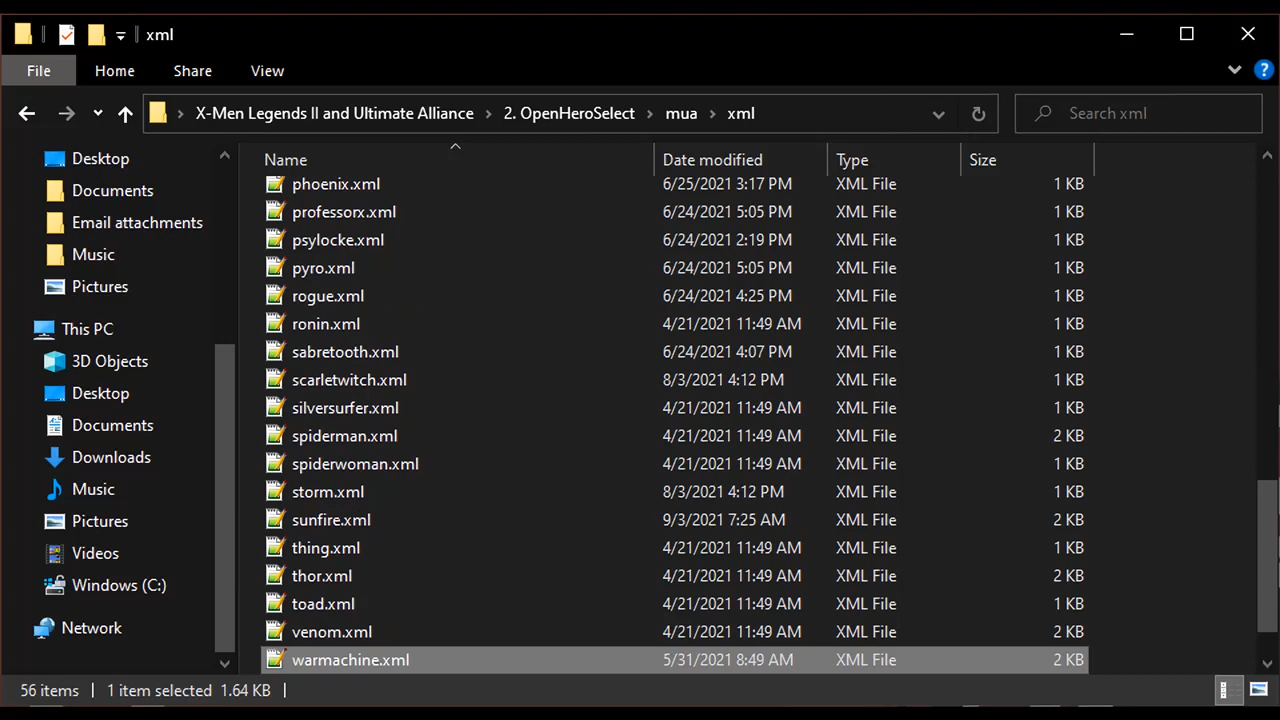 xml
File Home Share View
X-Men Legends II and Ultimate Alliance 2. OpenHeroSelect mua xml Search xml
Name Date modified Type Size
Desktop
Documents
Email attachments
Music
Pictures
This PC
3D Objects
Desktop
Documents
Downloads
Music
Pictures
Videos
Windows (C:)
Network
phoenix.xml 6/25/2021 3:17 PM XML File 1 KB
professorx.xml 6/24/2021 5:05 PM XML File 1 KB
psylocke.xml 6/24/2021 2:19 PM XML File 1 KB
pyro.xml 6/24/2021 5:05 PM XML File 1 KB
rogue.xml 6/24/2021 4:25 PM XML File 1 KB
ronin.xml 4/21/2021 11:49 AM XML File 1 KB
sabretooth.xml 6/24/2021 4:07 PM XML File 1 KB
scarletwitch.xml 8/3/2021 4:12 PM XML File 1 KB
silversurfer.xml 4/21/2021 11:49 AM XML File 1 KB
spiderman.xml 4/21/2021 11:49 AM XML File 2 KB
spiderwoman.xml 4/21/2021 11:49 AM XML File 1 KB
storm.xml 8/3/2021 4:12 PM XML File 1 KB
sunfire.xml 9/3/2021 7:25 AM XML File 2 KB
thing.xml 4/21/2021 11:49 AM XML File 1 KB
thor.xml 4/21/2021 11:49 AM XML File 2 KB
toad.xml 4/21/2021 11:49 AM XML File 1 KB
venom.xml 4/21/2021 11:49 AM XML File 2 KB
warmachine.xml 5/31/2021 8:49 AM XML File 2 KB
56 items 1 item selected 1.64 KB